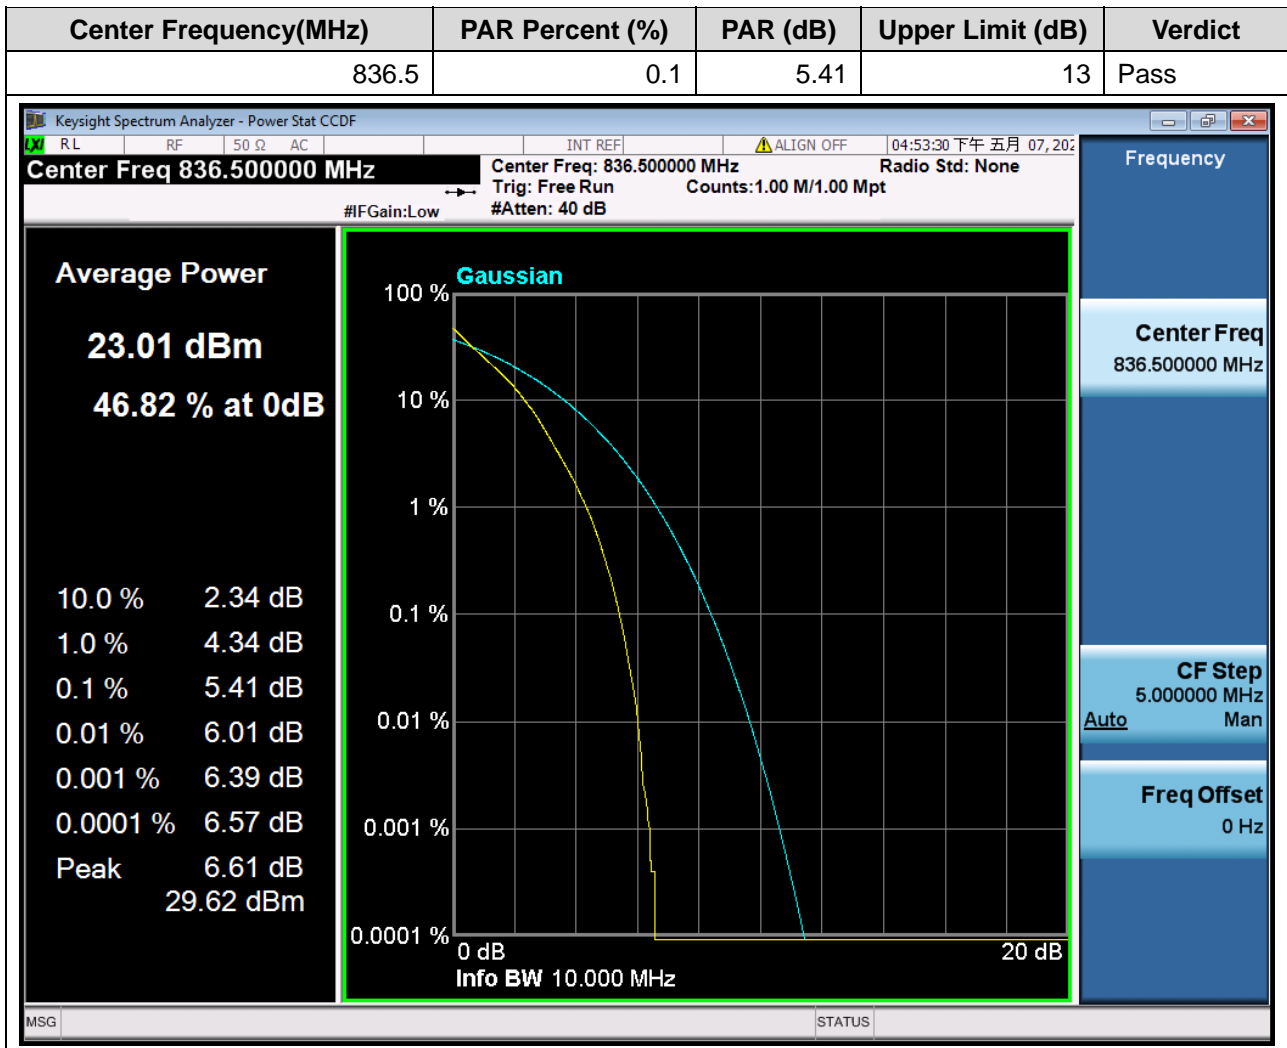 Center Frequency(MHz) PAR Percent (%) PAR (dB) Upper Limit (dB) Verdict
836.5 0.1 5.41 13 Pass
Keysight Spectrum Analyzer - Power Stat CCDF
LXI RL RF 50 Ω AC INT REF ALIGN OFF 04:53:30 下午 五月 07, 202
Center Freq 836.500000 MHz
Center Freq: 836.500000 MHz Radio Std: None
Trig: Free Run Counts:1.00 M/1.00 Mpt
#IFGain:Low #Atten: 40 dB
Average Power
23.01 dBm
46.82 % at 0dB
10.0 % 2.34 dB
1.0 % 4.34 dB
0.1 % 5.41 dB
0.01 % 6.01 dB
0.001 % 6.39 dB
0.0001 % 6.57 dB
Peak 6.61 dB
29.62 dBm
Gaussian
100 %
10 %
1 %
0.1 %
0.01 %
0.001 %
0.0001 %
0 dB 20 dB
Info BW 10.000 MHz
Frequency
Center Freq
836.500000 MHz
CF Step
5.000000 MHz
Auto Man
Freq Offset
0 Hz
MSG STATUS